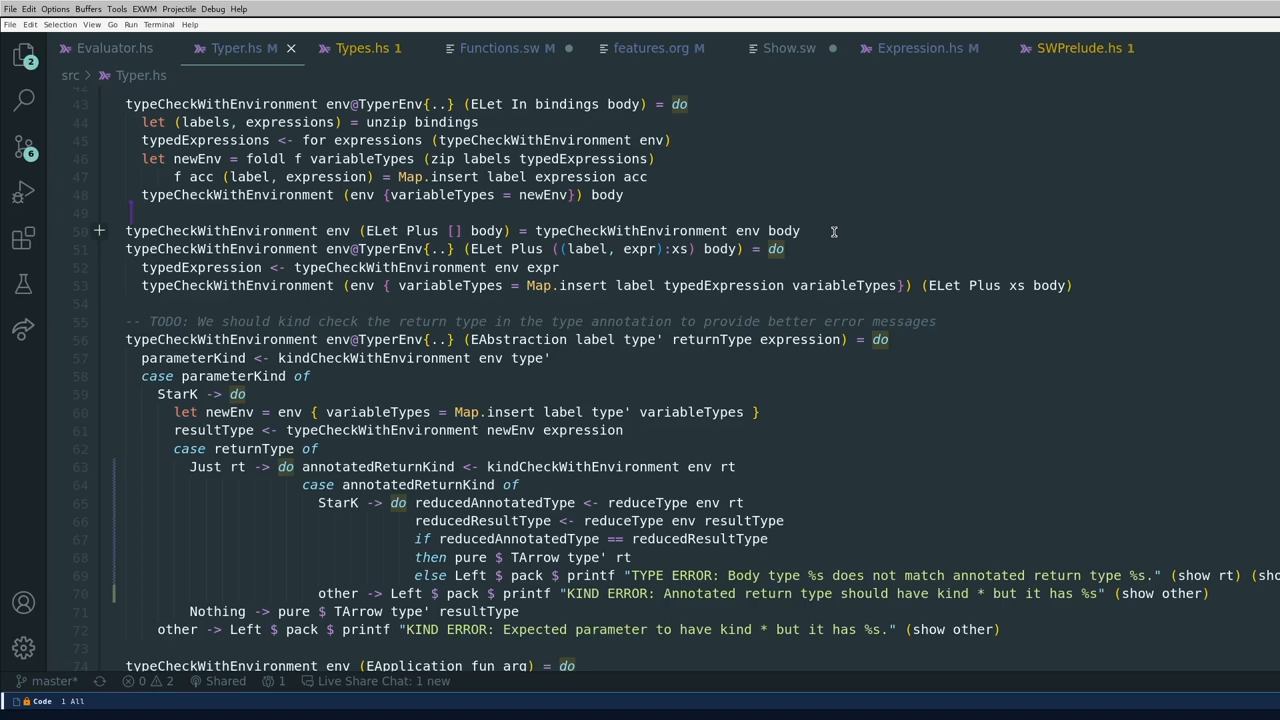 File Edit Options Buffers Tools EXWM Projectile Debug Help
File Edit Selection View Go Run Terminal Help
Evaluator.hs Typer.hs M Types.hs 1 Functions.sw M features.org M Show.sw Expression.hs M SWPrelude.hs 1
src > Typer.hs
42
43 typeCheckWithEnvironment env@TyperEnv{..} (ELet In bindings body) = do
44 let (labels, expressions) = unzip bindings
45 typedExpressions <- for expressions (typeCheckWithEnvironment env)
46 let newEnv = foldl f variableTypes (zip labels typedExpressions)
47 f acc (label, expression) = Map.insert label expression acc
48 typeCheckWithEnvironment (env {variableTypes = newEnv}) body
49
50 typeCheckWithEnvironment env (ELet Plus [] body) = typeCheckWithEnvironment env body
51 typeCheckWithEnvironment env@TyperEnv{..} (ELet Plus ((label, expr):xs) body) = do
52 typedExpression <- typeCheckWithEnvironment env expr
53 typeCheckWithEnvironment (env { variableTypes = Map.insert label typedExpression variableTypes}) (ELet Plus xs body)
54
55 -- TODO: We should kind check the return type in the type annotation to provide better error messages
56 typeCheckWithEnvironment env@TyperEnv{..} (EAbstraction label type' returnType expression) = do
57 parameterKind <- kindCheckWithEnvironment env type'
58 case parameterKind of
59 StarK -> do
60 let newEnv = env { variableTypes = Map.insert label type' variableTypes }
61 resultType <- typeCheckWithEnvironment newEnv expression
62 case returnType of
63 Just rt -> do annotatedReturnKind <- kindCheckWithEnvironment env rt
64 case annotatedReturnKind of
65 StarK -> do reducedAnnotatedType <- reduceType env rt
66 reducedResultType <- reduceType env resultType
67 if reducedAnnotatedType == reducedResultType
68 then pure $ TArrow type' rt
69 else Left $ pack $ printf "TYPE ERROR: Body type %s does not match annotated return type %s." (show rt) (sho
70 other -> Left $ pack $ printf "KIND ERROR: Annotated return type should have kind * but it has %s" (show other)
71 Nothing -> pure $ TArrow type' resultType
72 other -> Left $ pack $ printf "KIND ERROR: Expected parameter to have kind * but it has %s." (show other)
73
74 typeCheckWithEnvironment env (EApplication fun arg) = do
2
6
master* 0 2 Shared 1 Live Share Chat: 1 new
Code 1 All